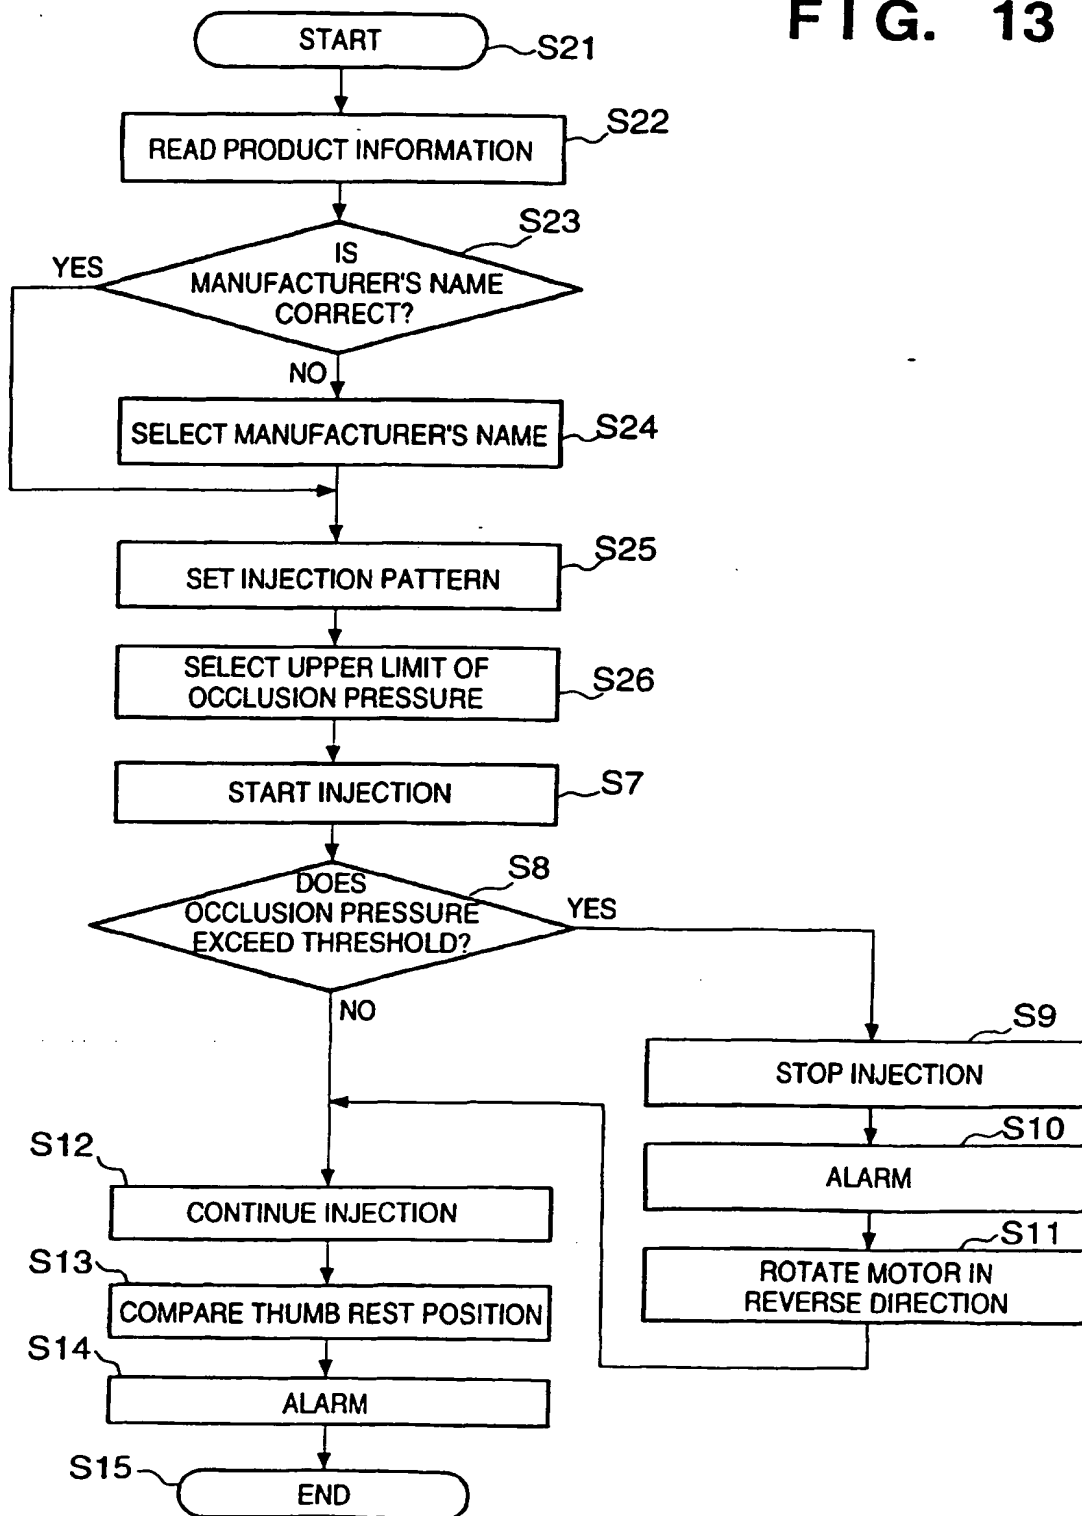 FIG. 13
START
S21
READ PRODUCT INFORMATION
S22
S23
IS
MANUFACTURER'S NAME
CORRECT?
YES
NO
SELECT MANUFACTURER'S NAME
S24
SET INJECTION PATTERN
S25
SELECT UPPER LIMIT OF
OCCLUSION PRESSURE
S26
START INJECTION
S7
S8
DOES
OCCLUSION PRESSURE
EXCEED THRESHOLD?
YES
NO
S9
STOP INJECTION
S10
ALARM
S11
ROTATE MOTOR IN
REVERSE DIRECTION
S12
CONTINUE INJECTION
S13
COMPARE THUMB REST POSITION
S14
ALARM
S15
END